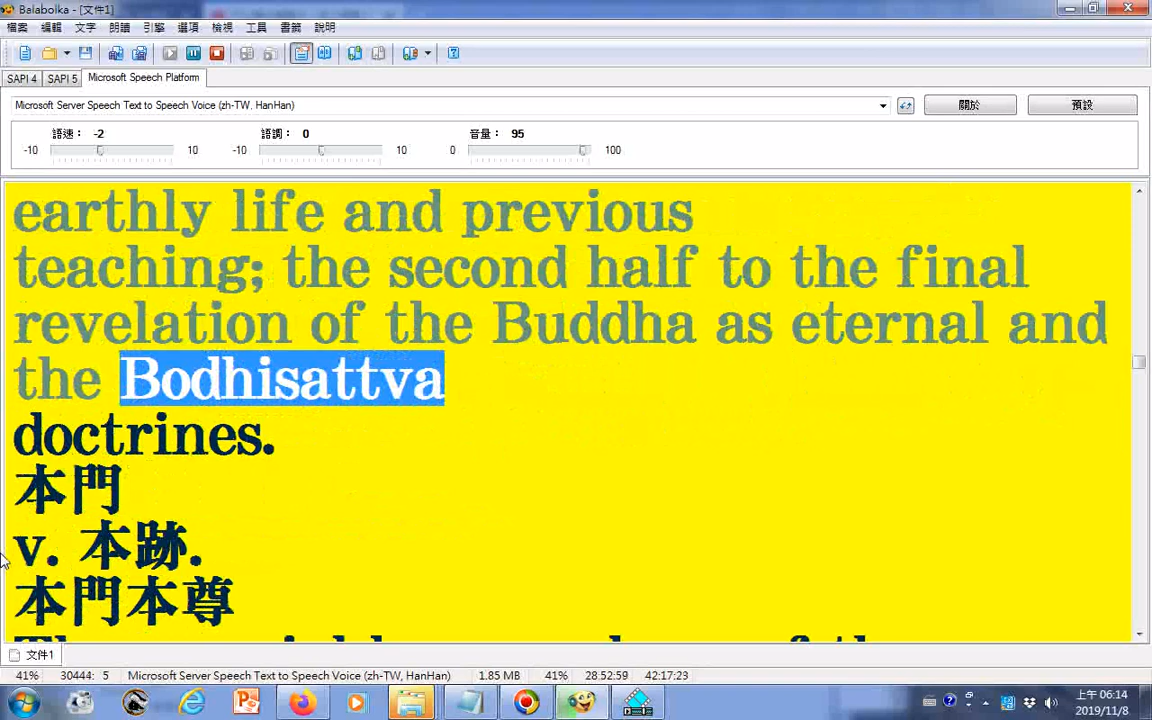 Balabolka - [文件1]
檔案 編輯 文字 朗讀 引擎 選項 檢視 工具 書籤 說明
SAPI 4 SAPI 5 Microsoft Speech Platform
Microsoft Server Speech Text to Speech Voice (zh-TW, HanHan) 關於 預設
語速： -2 語調： 0 音量： 95
-10 10 -10 10 0 100
earthly life and previous
teaching; the second half to the final
revelation of the Buddha as eternal and
the Bodhisattva
doctrines.
本門
v. 本跡.
本門本尊
文件1
41% 30444: 5 Microsoft Server Speech Text to Speech Voice (zh-TW, HanHan) 1.85 MB 41% 28:52:59 42:17:23
上午 06:14
2019/11/8